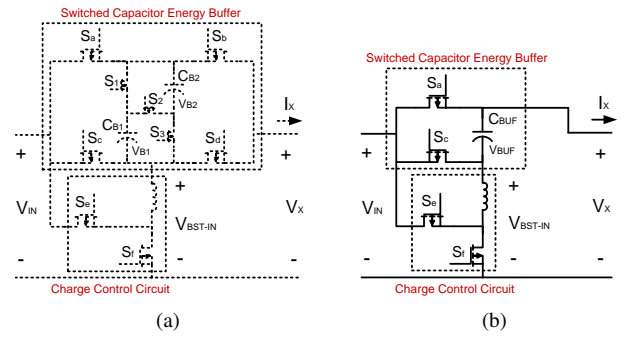 Switched Capacitor Energy Buffer
Sa
Sb
S1
CB2
S2
VB2
CB1
S3
Sc
VB1
Sd
IX
+
+
VIN
Se
+
VBST-IN
VX
Sf
-
-
-
Charge Control Circuit
(a)
Switched Capacitor Energy Buffer
Sa
IX
CBUF
Sc
VBUF
+
+
VIN
Se
+
VBST-IN
VX
Sf
-
-
-
Charge Control Circuit
(b)